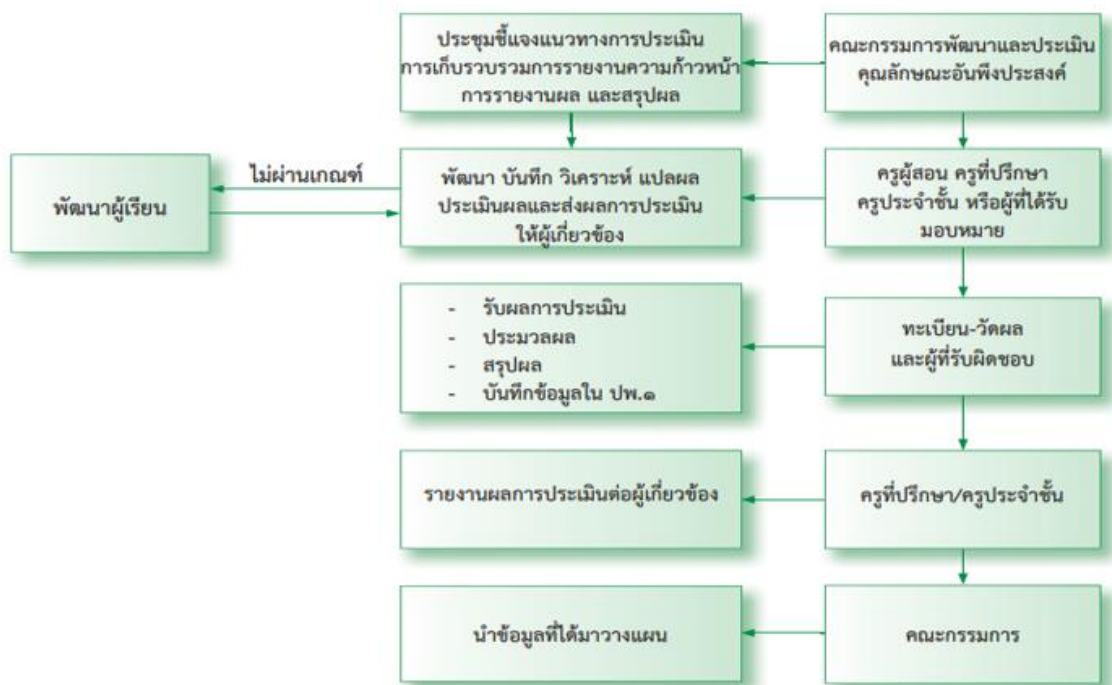 ประชุมชี้แจงแนวทางการประเมิน
การเก็บรวบรวมการรายงานความก้าวหน้า
การรายงานผล และสรุปผล
คณะกรรมการพัฒนาและประเมิน
คุณลักษณะอันพึงประสงค์
พัฒนาผู้เรียน
ไม่ผ่านเกณฑ์
พัฒนา บันทึก วิเคราะห์ แปลผล
ประเมินผลและส่งผลการประเมิน
ให้ผู้เกี่ยวข้อง
ครูผู้สอน ครูที่ปรึกษา
ครูประจำชั้น หรือผู้ที่ได้รับ
มอบหมาย
- รับผลการประเมิน
- ประมวลผล
- สรุปผล
- บันทึกข้อมูลใน ปพ.๑
ทะเบียน-วัดผล
และผู้ที่รับผิดชอบ
รายงานผลการประเมินต่อผู้เกี่ยวข้อง
ครูที่ปรึกษา/ครูประจำชั้น
นำข้อมูลที่ได้มาวางแผน
คณะกรรมการ